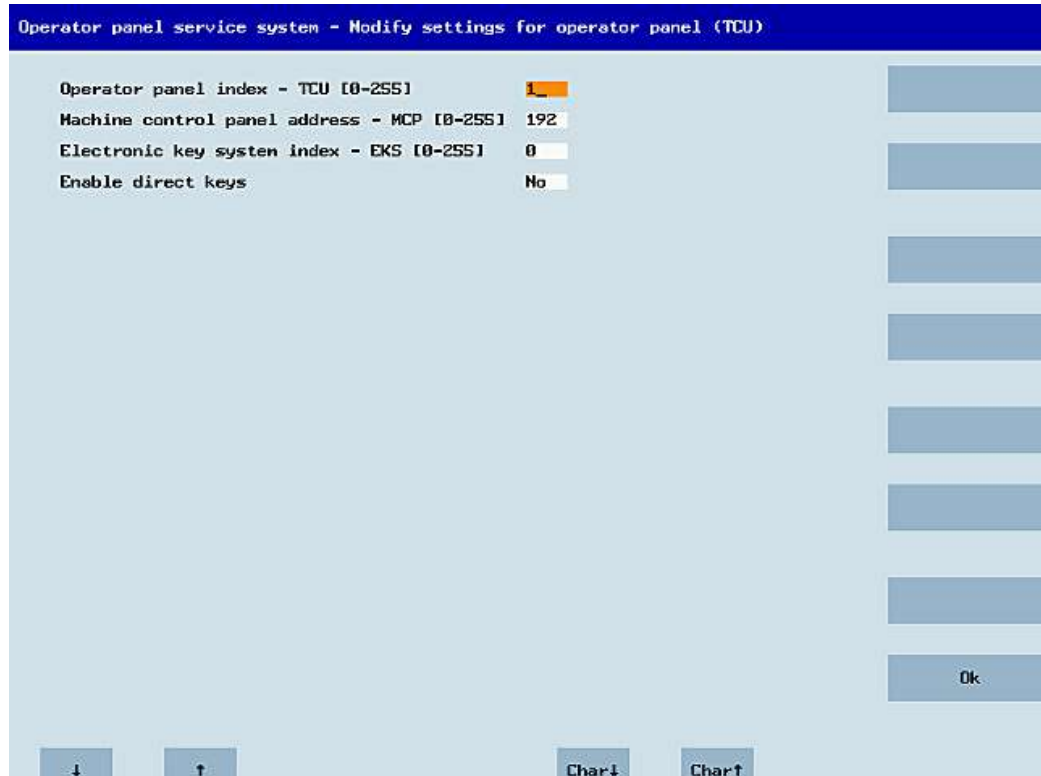 Operator panel service system - Modify settings for operator panel (TCU)
Operator panel index - TCU [0-255] 1_
Machine control panel address - MCP [0-255] 192
Electronic key system index - EKS [0-255] 0
Enable direct keys No
Ok
↓ ↑ Char↓ Char↑